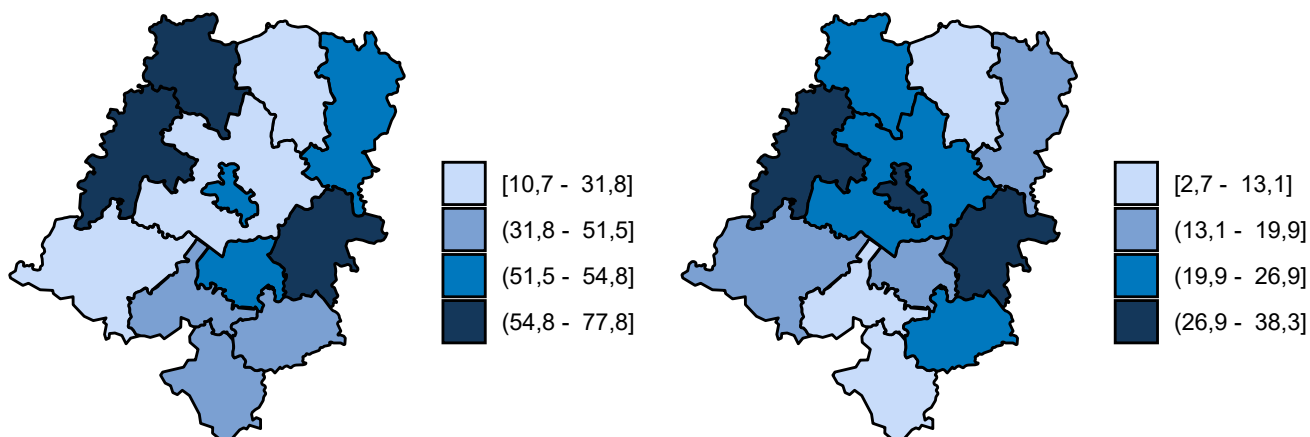 [10,7 - 31,8]
(31,8 - 51,5]
(51,5 - 54,8]
(54,8 - 77,8]
[2,7 - 13,1]
(13,1 - 19,9]
(19,9 - 26,9]
(26,9 - 38,3]